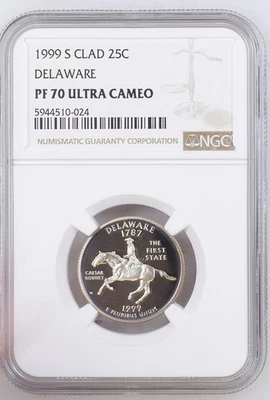 1999 S CLAD 25C
DELAWARE
PF 70 ULTRA CAMEO
5944510-024
NUMISMATIC GUARANTY CORPORATION
NGC
DELAWARE
1787
THE
FIRST
STATE
CAESAR
RODNEY
1999
E PLURIBUS UNUM